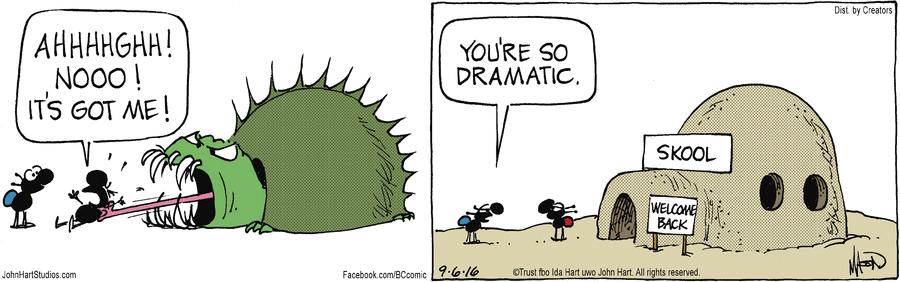 AHHHHGHH!
NOOO!
IT'S GOT ME!
JohnHartStudios.com
Facebook.com/BCcomic
Dist. by Creators
YOU'RE SO
DRAMATIC.
SKOOL
WELCOME
BACK
9-6-16
©Trust fbo Ida Hart uwo John Hart. All rights reserved.